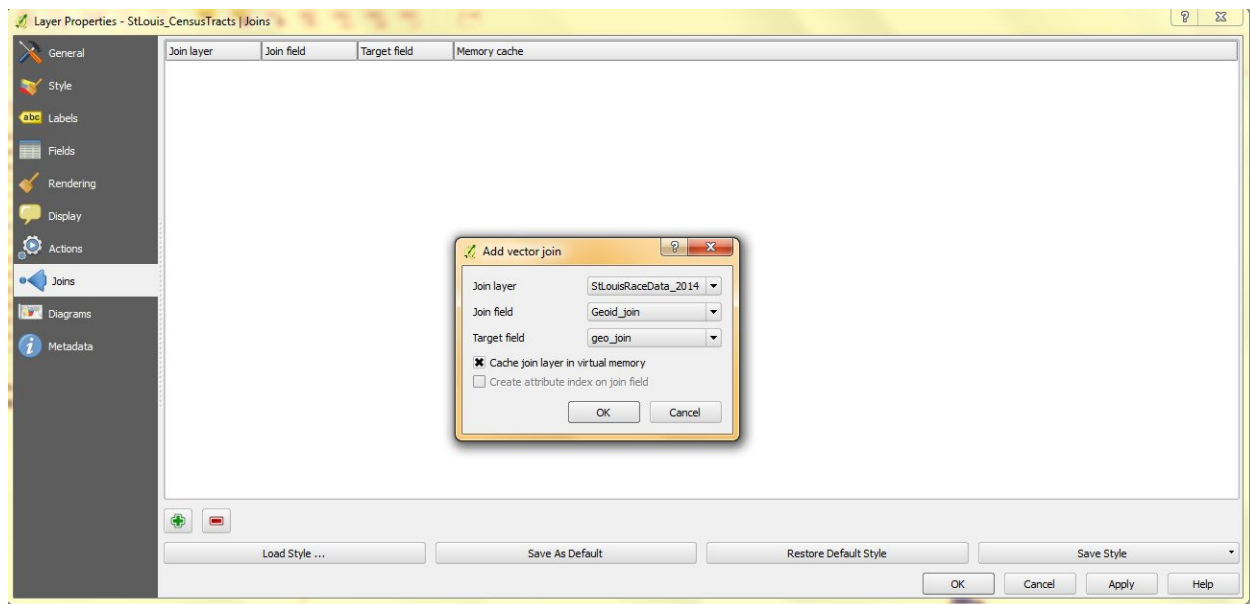 Layer Properties - StLouis_CensusTracts | Joins
General
Style
abc Labels
Fields
Rendering
Display
Actions
Joins
Diagrams
Metadata
Join layer Join field Target field Memory cache
Add vector join
Join layer StLouisRaceData_2014
Join field Geoid_join
Target field geo_join
Cache join layer in virtual memory
Create attribute index on join field
OK Cancel
Load Style ... Save As Default Restore Default Style Save Style
OK Cancel Apply Help